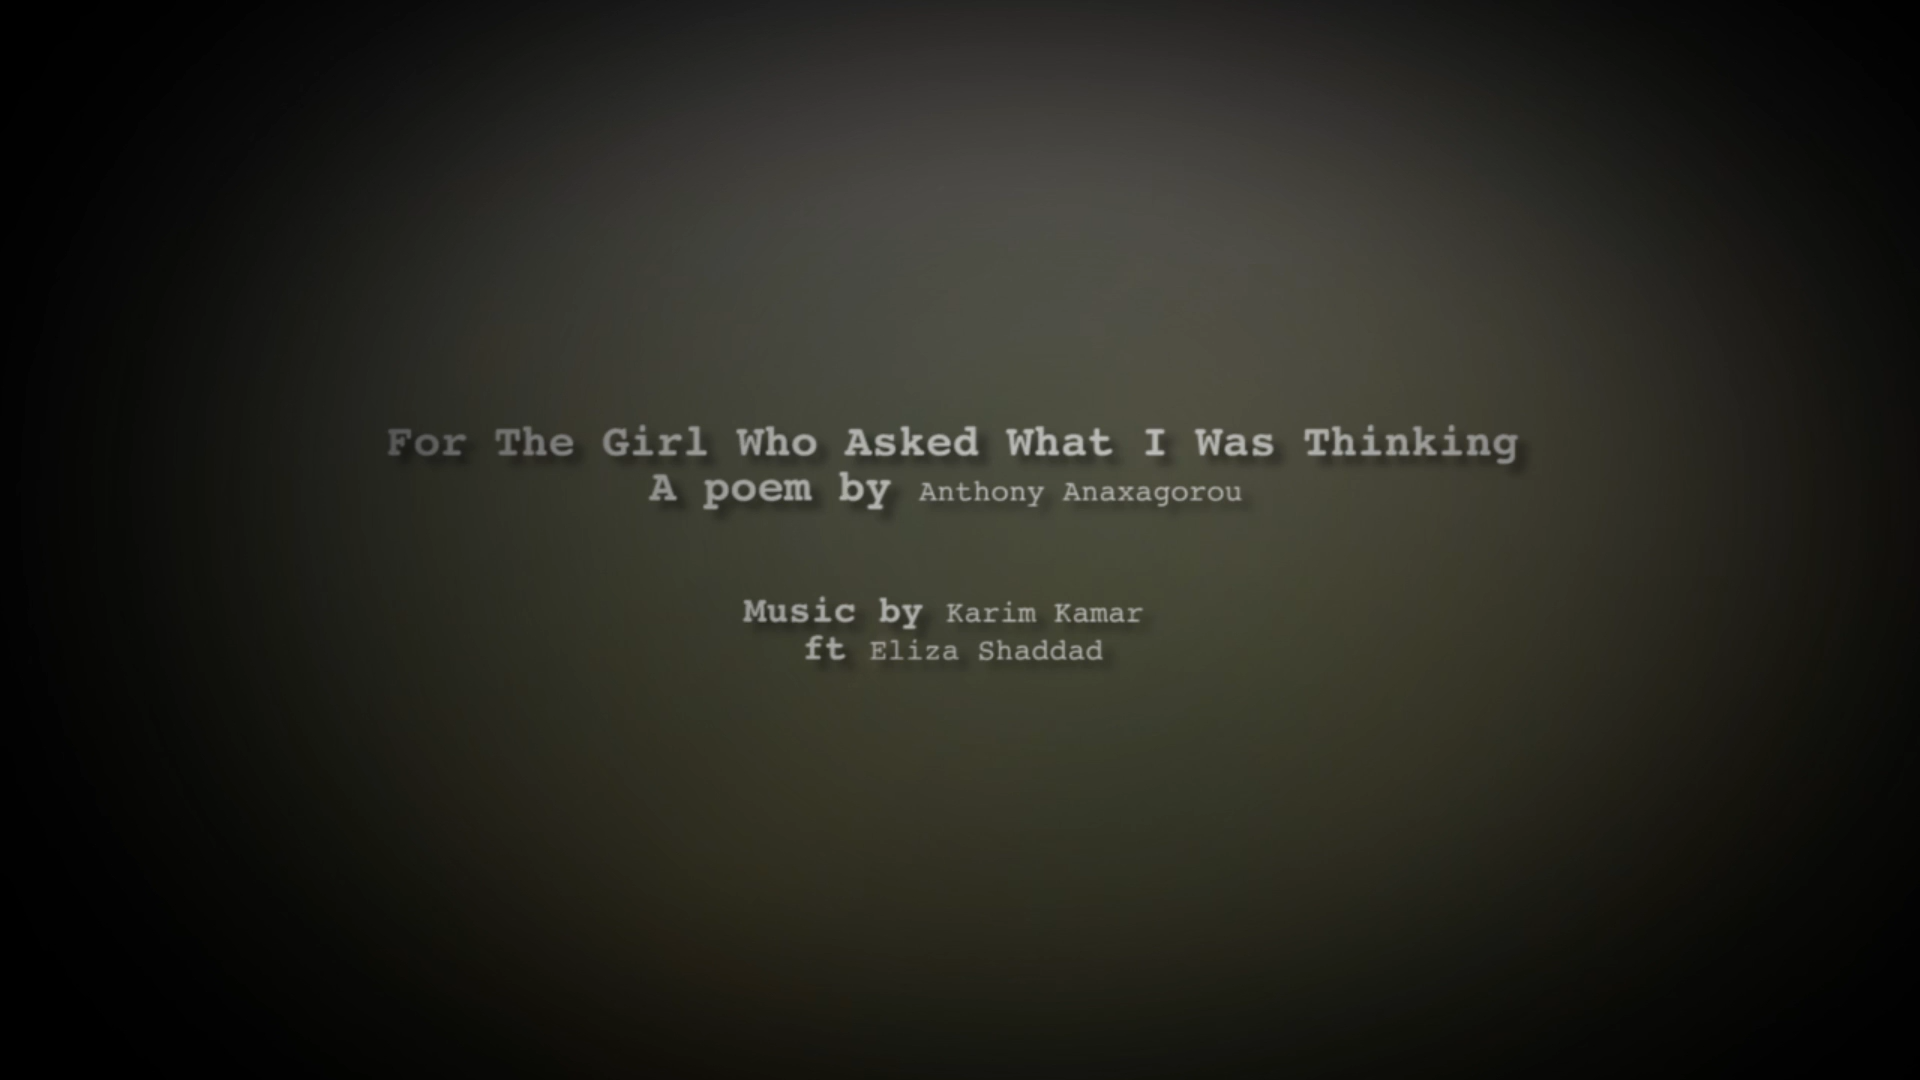 For The Girl Who Asked What I Was Thinking
A poem by Anthony Anaxagorou
Music by Karim Kamar
ft Eliza Shaddad